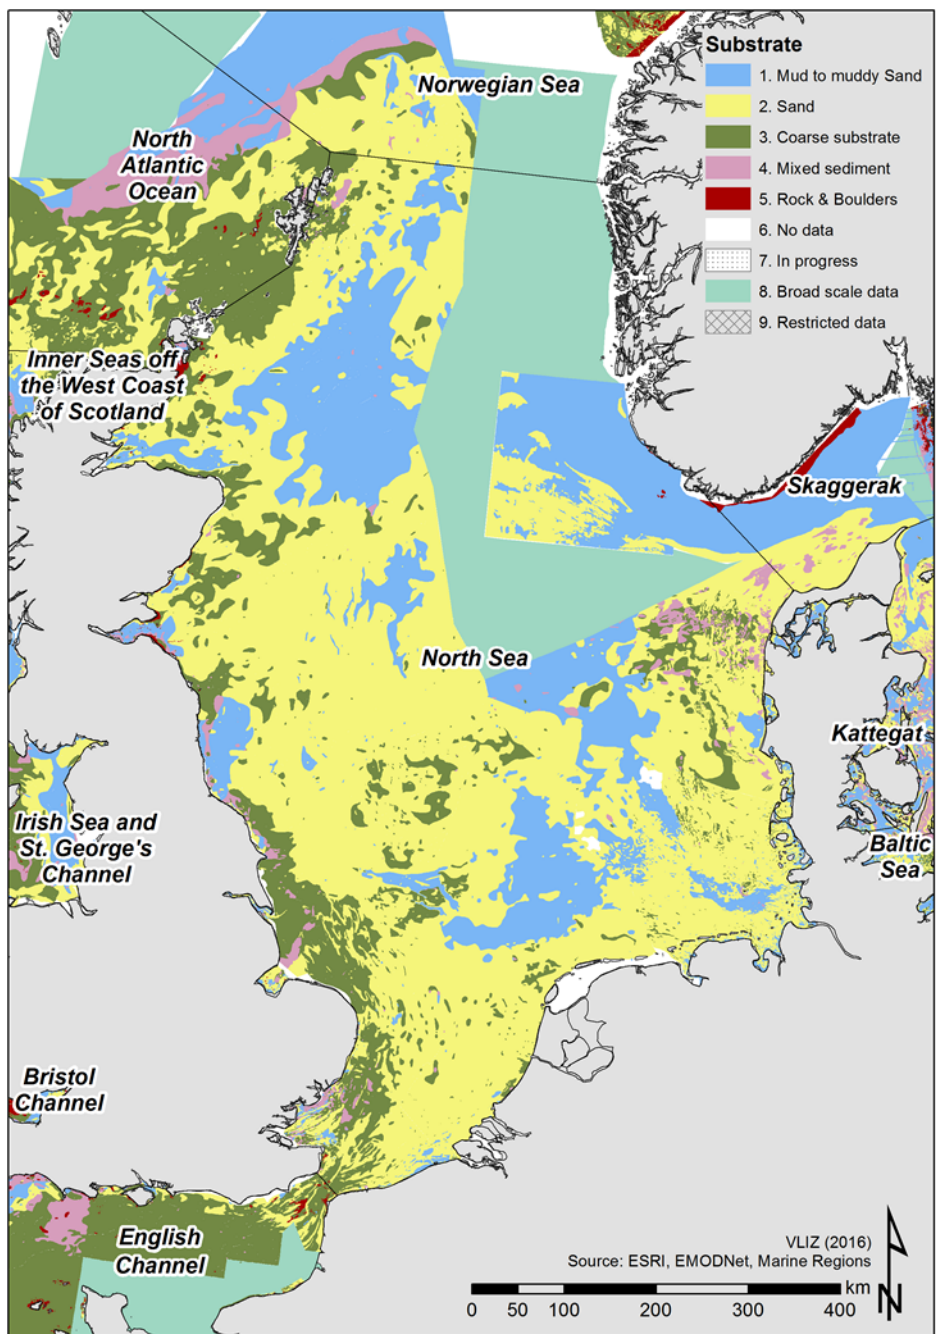 Substrate
1. Mud to muddy Sand
2. Sand
3. Coarse substrate
4. Mixed sediment
5. Rock & Boulders
6. No data
7. In progress
8. Broad scale data
9. Restricted data
Norwegian Sea
North
Atlantic
Ocean
Inner Seas off
the West Coast
of Scotland
Skaggerak
North Sea
Kattegat
Irish Sea and
St. George's
Channel
Baltic
Sea
Bristol
Channel
English
Channel
VLIZ (2016)
Source: ESRI, EMODNet, Marine Regions
km
0 50 100 200 300 400
N